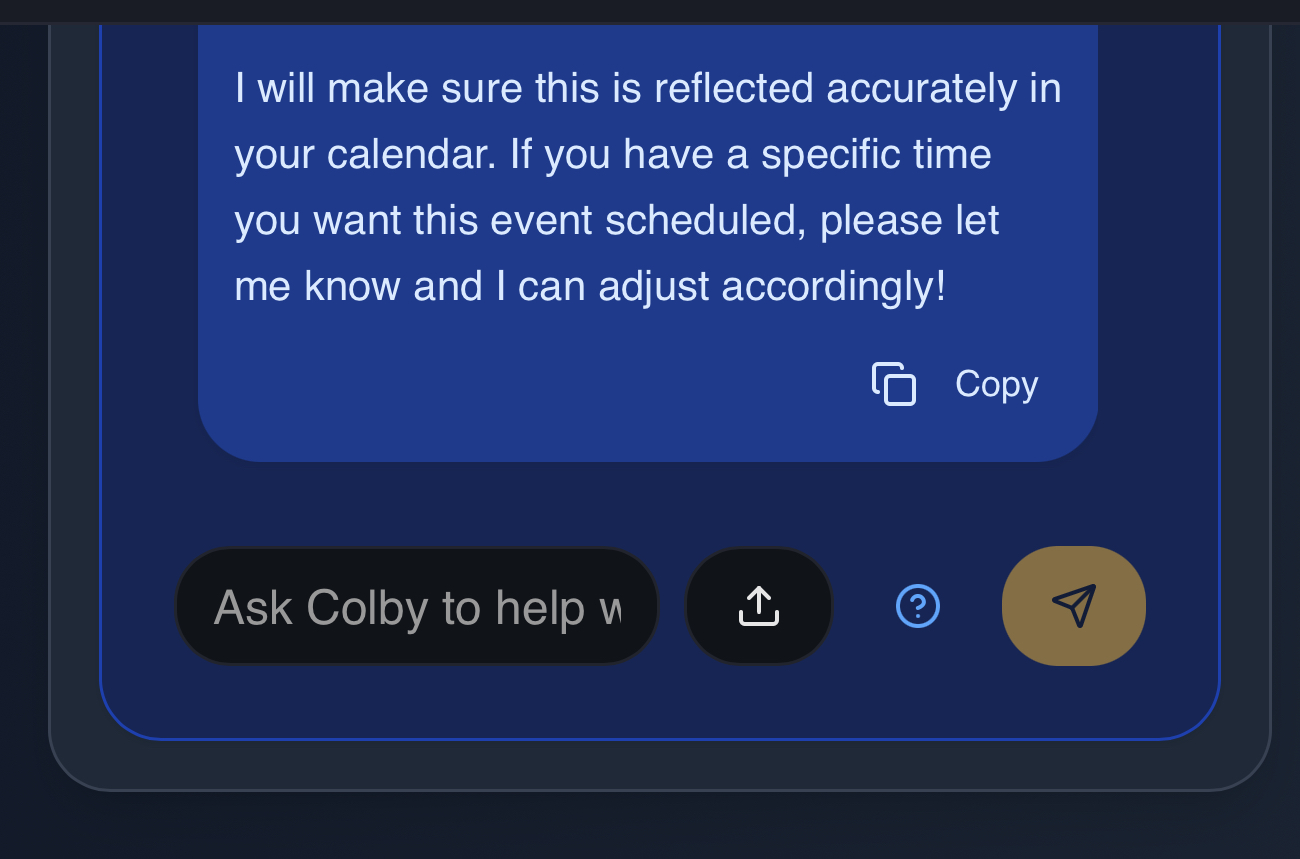 I will make sure this is reflected accurately in
your calendar. If you have a specific time
you want this event scheduled, please let
me know and I can adjust accordingly!
Copy
Ask Colby to help